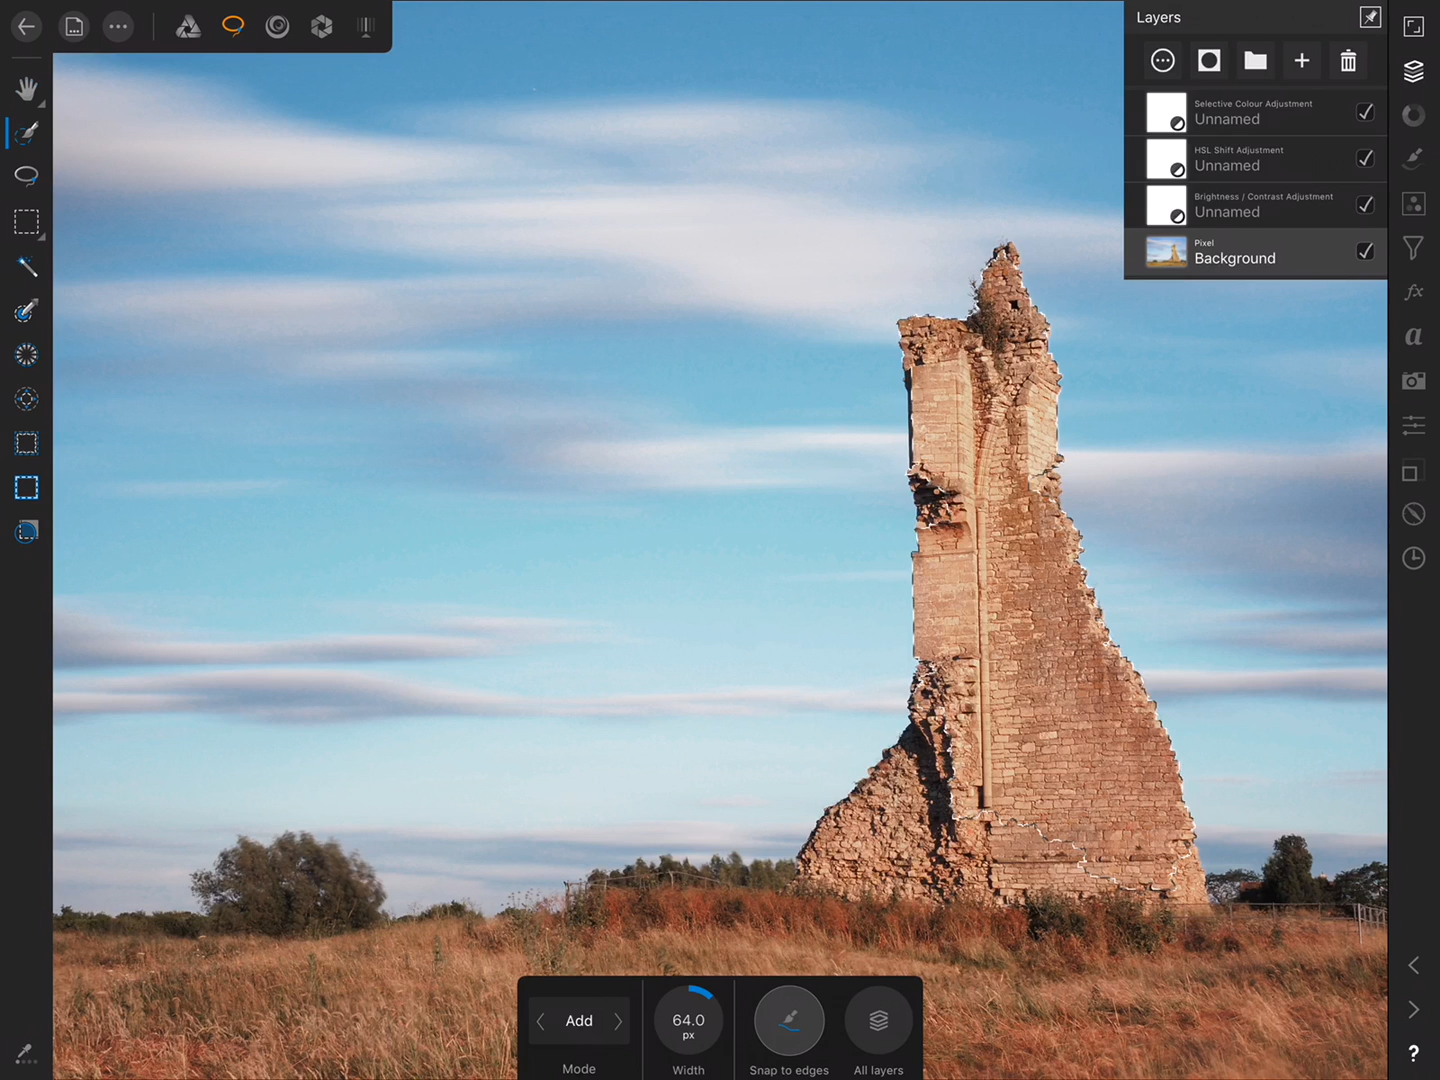 Layers
Selective Colour Adjustment
Unnamed
HSL Shift Adjustment
Unnamed
Brightness / Contrast Adjustment
Unnamed
Pixel
Background
fx
a
Add
Mode
64.0
px
Width
Snap to edges
All layers
?